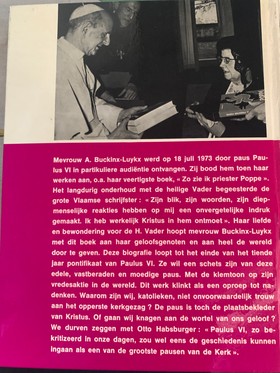 Mevrouw A. Buckinx-Luykx werd op 18 juli 1973 door paus Pau-
lus VI in partikuliere audiëntie ontvangen. Zij bood hem toen haar
werken aan, o.a. haar veertigste boek, « Zo zie ik priester Poppe ».
Het langdurig onderhoud met de heilige Vader begeesterde de
grote Vlaamse schrijfster : « Zijn blik, zijn woorden, zijn diep-
menselijke reakties hebben op mij een onvergetelijk indruk
gemaakt. Ik heb werkelijk Kristus in hem ontmoet ». Haar liefde
en bewondering voor de H. Vader hoopt mevrouw Buckinx-Luykx
met dit boek aan haar geloofsgenoten en aan heel de wereld
door te geven. Deze biografie loopt tot het einde van het tiende
jaar pontifikaat van Paulus VI. Ze wil een schets zijn van deze
edele, vastberaden en moedige paus. Met de klemtoon op zijn
vredesaktie in de wereld. Dit werk klinkt als een oproep tot na-
denken. Waarom zijn wij, katolieken, niet onvoorwaardelijk trouw
aan het opperste kerkgezag ? De paus is toch de plaatsbekleder
van Kristus. Of gaan wij knagen aan de wortel van ons geloof ?
We durven zeggen met Otto Habsburger : « Paulus VI, zo be-
kritizeerd in onze dagen, zou wel eens de geschiedenis kunnen
ingaan als een van de grootste pausen van de Kerk ».